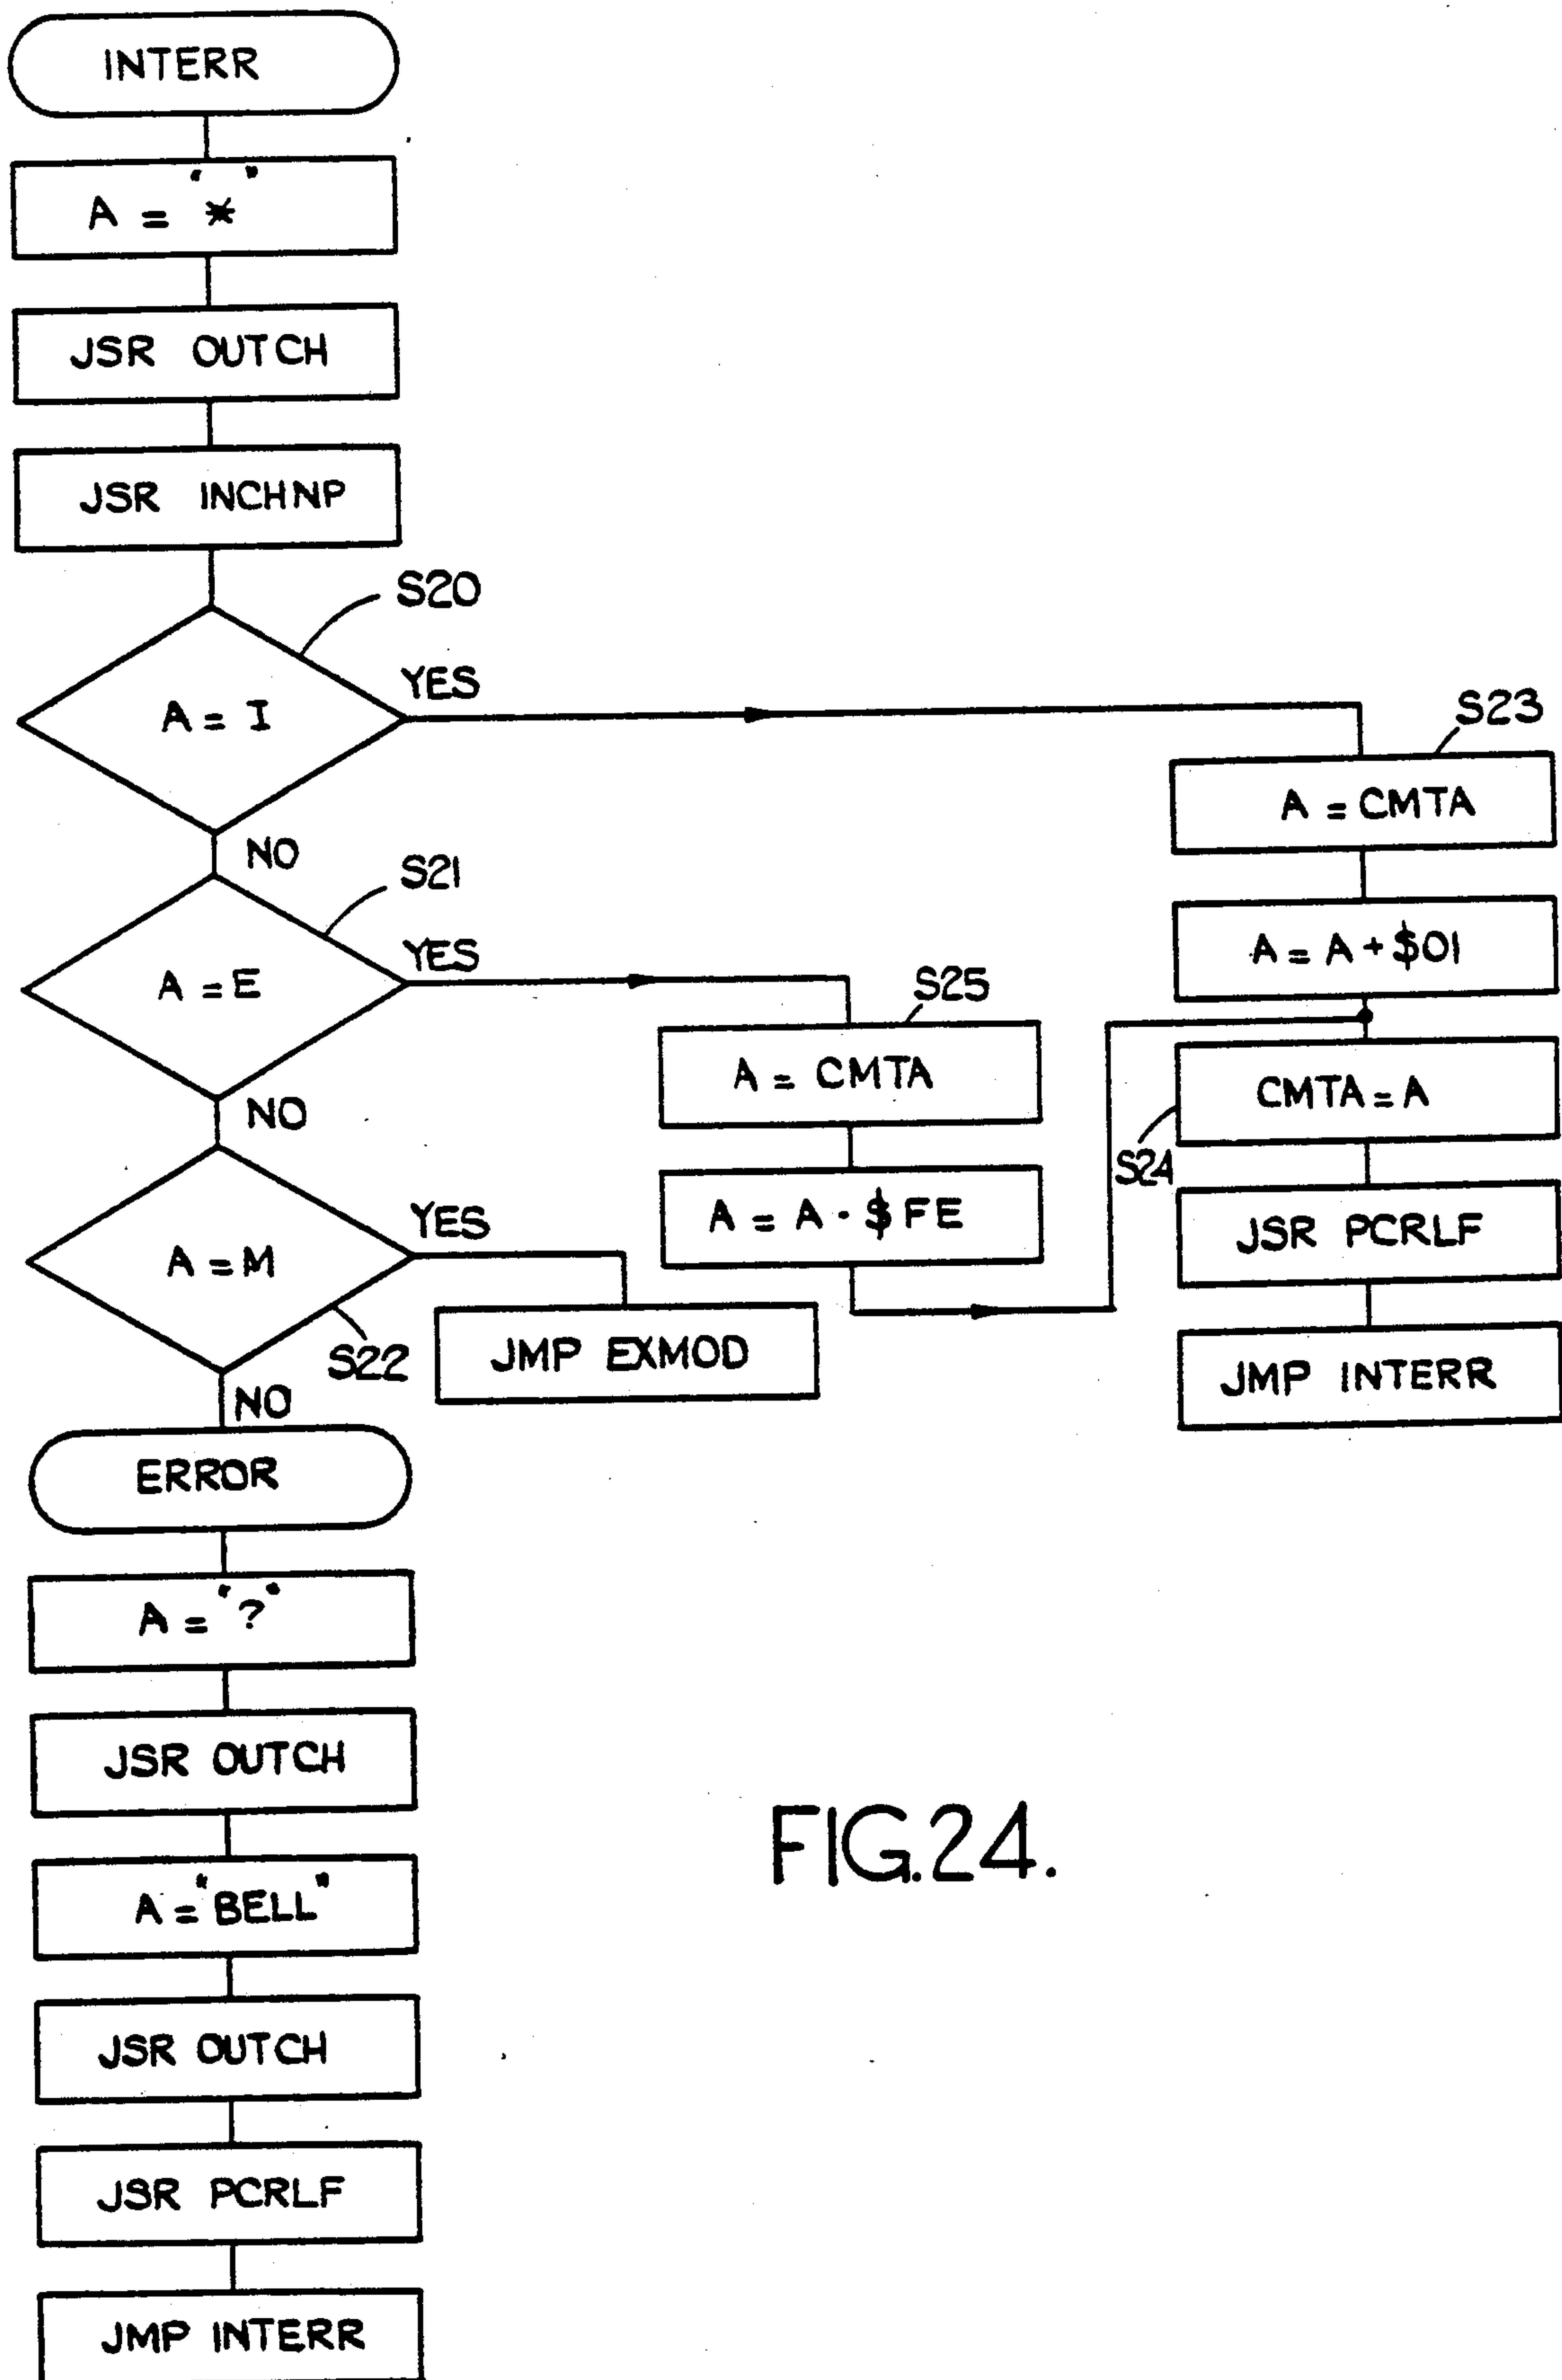 INTERR
A = "*"
JSR OUTCH
JSR INCHNP
S20
A = I
YES
NO
S23
A = CMTA
A = A + $01
S21
A = E
YES
NO
S25
A = CMTA
A = A · $FE
CMTA = A
S24
JSR PCRLF
JMP INTERR
A = M
YES
S22
NO
JMP EXMOD
ERROR
A = "?"
JSR OUTCH
A = "BELL"
JSR OUTCH
JSR PCRLF
JMP INTERR
FIG.24.